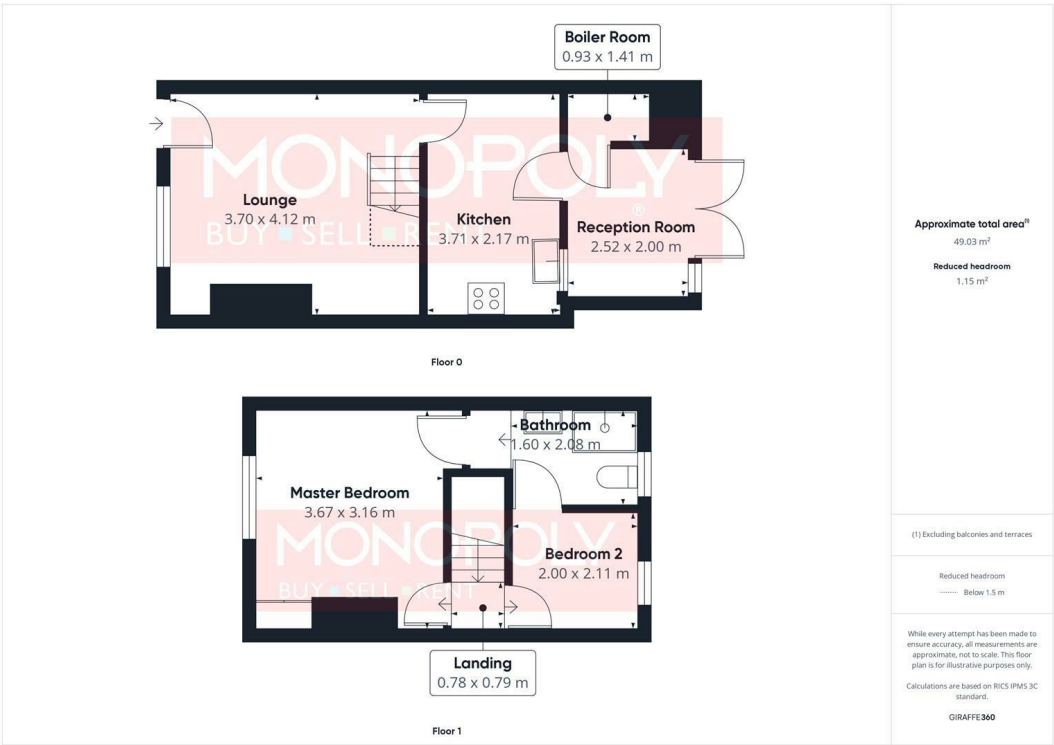 Boiler Room
0.93 x 1.41 m
MONOPOLY
BUY SELL RENT
®
Lounge
3.70 x 4.12 m
Kitchen
3.71 x 2.17 m
Reception Room
2.52 x 2.00 m
Floor 0
Bathroom
1.60 x 2.08 m
Master Bedroom
3.67 x 3.16 m
MONOPOLY
BUY SELL RENT
Bedroom 2
2.00 x 2.11 m
Landing
0.78 x 0.79 m
Floor 1
Approximate total area(1)
49.03 m²
Reduced headroom
1.15 m²
(1) Excluding balconies and terraces
Reduced headroom
Below 1.5 m
While every attempt has been made to
ensure accuracy, all measurements are
approximate, not to scale. This floor
plan is for illustrative purposes only.
Calculations are based on RICS IPMS 3C
standard.
GIRAFFE360